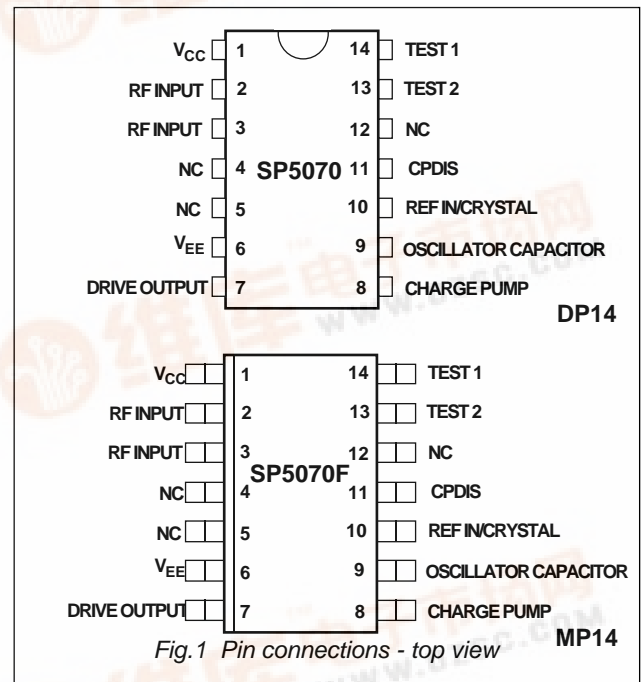 VCC 1 14 TEST 1
RF INPUT 2 13 TEST 2
RF INPUT 3 12 NC
NC 4 SP5070 11 CPDIS
NC 5 10 REF IN/CRYSTAL
VEE 6 9 OSCILLATOR CAPACITOR
DRIVE OUTPUT 7 8 CHARGE PUMP
DP14
VCC 1 14 TEST 1
RF INPUT 2 13 TEST 2
RF INPUT 3 12 NC
SP5070F
NC 4 11 CPDIS
NC 5 10 REF IN/CRYSTAL
VEE 6 9 OSCILLATOR CAPACITOR
DRIVE OUTPUT 7 8 CHARGE PUMP
MP14
Fig.1 Pin connections - top view